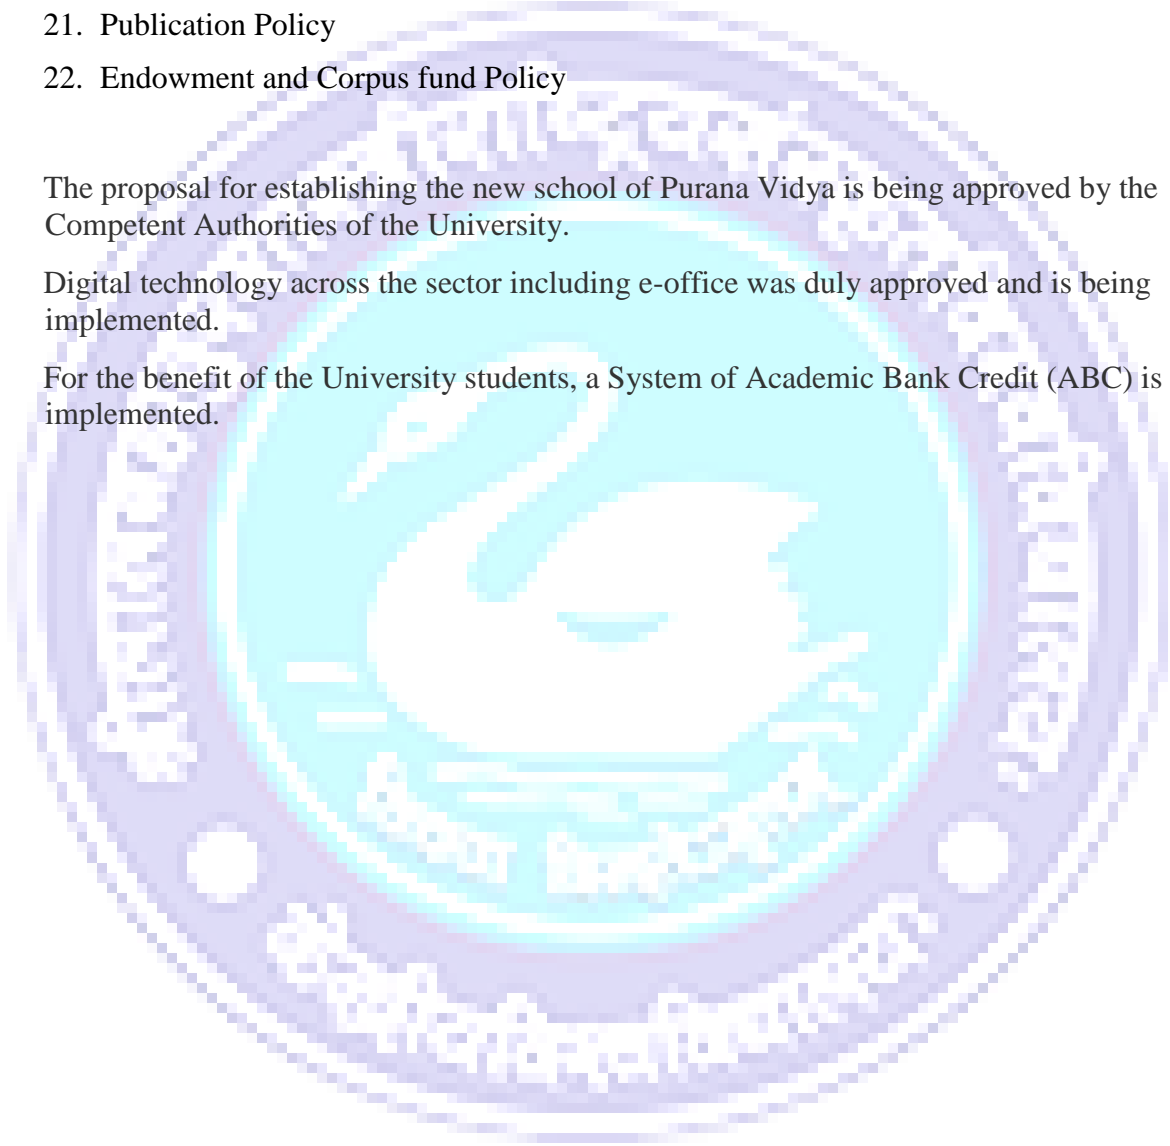 21. Publication Policy
22. Endowment and Corpus fund Policy
The proposal for establishing the new school of Purana Vidya is being approved by the
Competent Authorities of the University.
Digital technology across the sector including e-office was duly approved and is being
implemented.
For the benefit of the University students, a System of Academic Bank Credit (ABC) is
implemented.